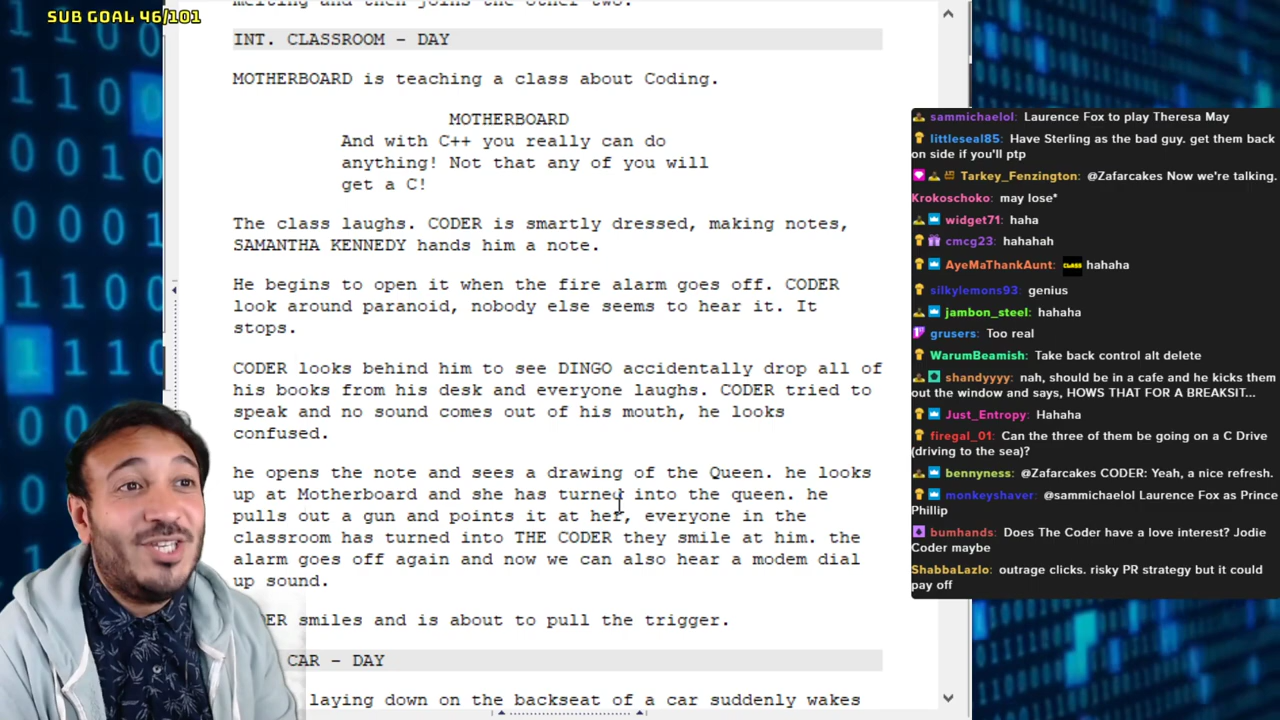 SUB GOAL 46/101
melting and then joins the other two.
INT. CLASSROOM - DAY
MOTHERBOARD is teaching a class about Coding.
MOTHERBOARD
And with C++ you really can do
anything! Not that any of you will
get a C!
The class laughs. CODER is smartly dressed, making notes,
SAMANTHA KENNEDY hands him a note.
He begins to open it when the fire alarm goes off. CODER
look around paranoid, nobody else seems to hear it. It
stops.
CODER looks behind him to see DINGO accidentally drop all of
his books from his desk and everyone laughs. CODER tried to
speak and no sound comes out of his mouth, he looks
confused.
he opens the note and sees a drawing of the Queen. he looks
up at Motherboard and she has turned into the queen. he
pulls out a gun and points it at her, everyone in the
classroom has turned into THE CODER they smile at him. the
alarm goes off again and now we can also hear a modem dial
up sound.
ER smiles and is about to pull the trigger.
CAR - DAY
laying down on the backseat of a car suddenly wakes
sammichaelol: Laurence Fox to play Theresa May
littleseal85: Have Sterling as the bad guy. get them back
on side if you'll ptp
Tarkey_Fenzington: @Zafarcakes Now we're talking.
Krokoschoko: may lose*
widget71: haha
cmcg23: hahahah
AyeMaThankAunt: CLASS hahaha
silkylemons93: genius
jambon_steel: hahaha
grusers: Too real
WarumBeamish: Take back control alt delete
shandyyyy: nah, should be in a cafe and he kicks them
out the window and says, HOWS THAT FOR A BREAKSIT...
Just_Entropy: Hahaha
firegal_01: Can the three of them be going on a C Drive
(driving to the sea)?
bennyness: @Zafarcakes CODER: Yeah, a nice refresh.
monkeyshaver: @sammichaelol Laurence Fox as Prince
Phillip
bumhands: Does The Coder have a love interest? Jodie
Coder maybe
ShabbaLazlo: outrage clicks. risky PR strategy but it could
pay off